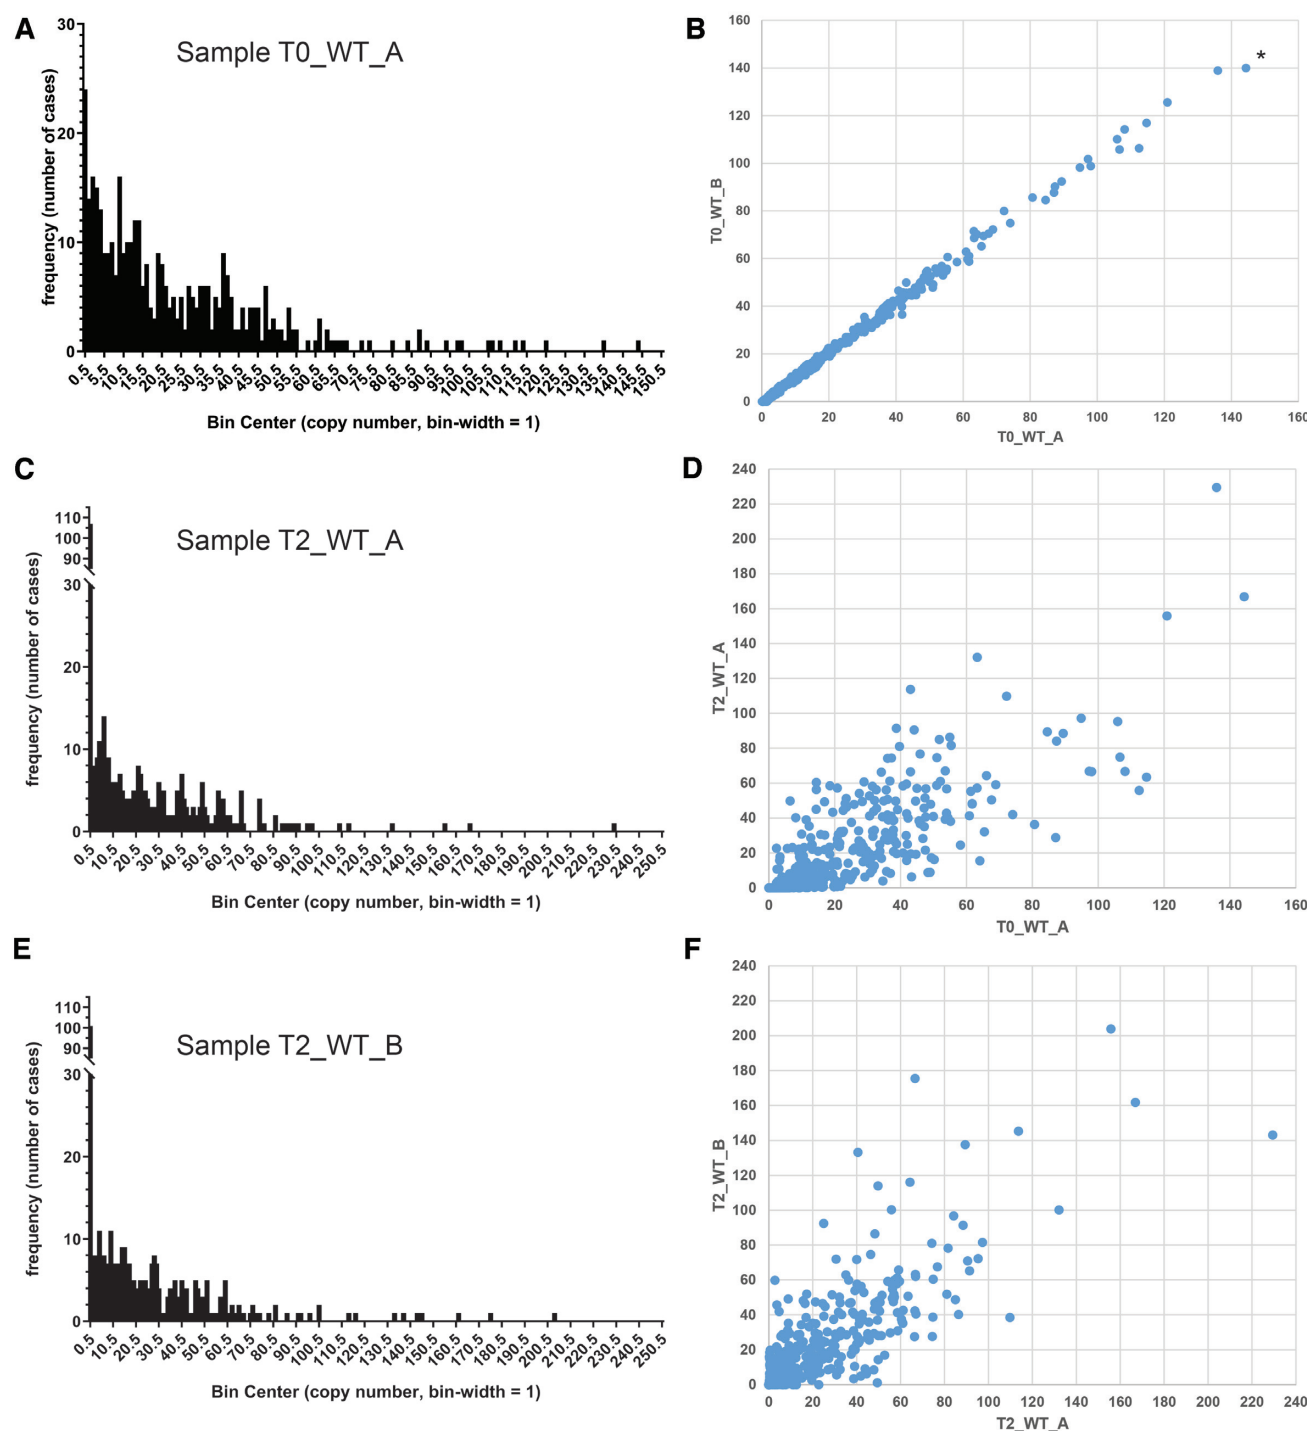 A
Sample T0_WT_A
frequency (number of cases)
30
20
10
0
0.5 5.5 10.5 15.5 20.5 25.5 30.5 35.5 40.5 45.5 50.5 55.5 60.5 65.5 70.5 75.5 80.5 85.5 90.5 95.5 100.5 105.5 110.5 115.5 120.5 125.5 130.5 135.5 140.5 145.5 150.5
Bin Center (copy number, bin-width = 1)
B
T0_WT_B
160
140
120
100
80
60
40
20
0
*
0 20 40 60 80 100 120 140 160
T0_WT_A
C
Sample T2_WT_A
frequency (number of cases)
110
100
90
30
20
10
0
0.5 10.5 20.5 30.5 40.5 50.5 60.5 70.5 80.5 90.5 100.5 110.5 120.5 130.5 140.5 150.5 160.5 170.5 180.5 190.5 200.5 210.5 220.5 230.5 240.5 250.5
Bin Center (copy number, bin-width = 1)
D
T2_WT_A
240
220
200
180
160
140
120
100
80
60
40
20
0
0 20 40 60 80 100 120 140 160
T0_WT_A
E
Sample T2_WT_B
frequency (number of cases)
110
100
90
30
20
10
0
0.5 10.5 20.5 30.5 40.5 50.5 60.5 70.5 80.5 90.5 100.5 110.5 120.5 130.5 140.5 150.5 160.5 170.5 180.5 190.5 200.5 210.5 220.5 230.5 240.5 250.5
Bin Center (copy number, bin-width = 1)
F
T2_WT_B
240
220
200
180
160
140
120
100
80
60
40
20
0
0 20 40 60 80 100 120 140 160 180 200 220 240
T2_WT_A